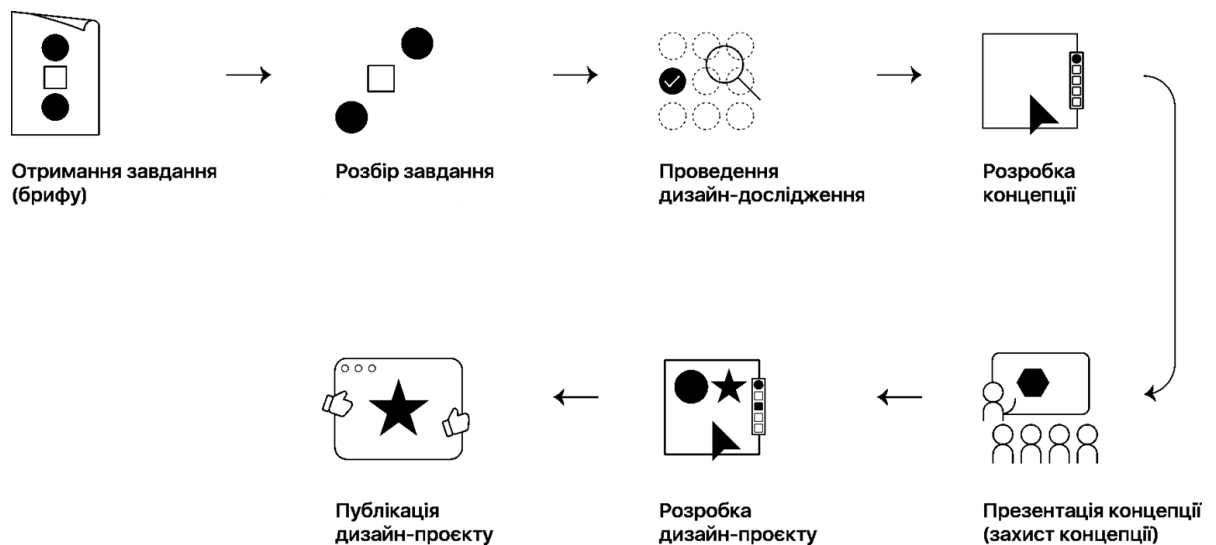 Отримання завдання
(брифу)
Розбір завдання
Проведення
дизайн-дослідження
Розробка
концепції
Презентація концепції
(захист концепції)
Розробка
дизайн-проєкту
Публікація
дизайн-проєкту